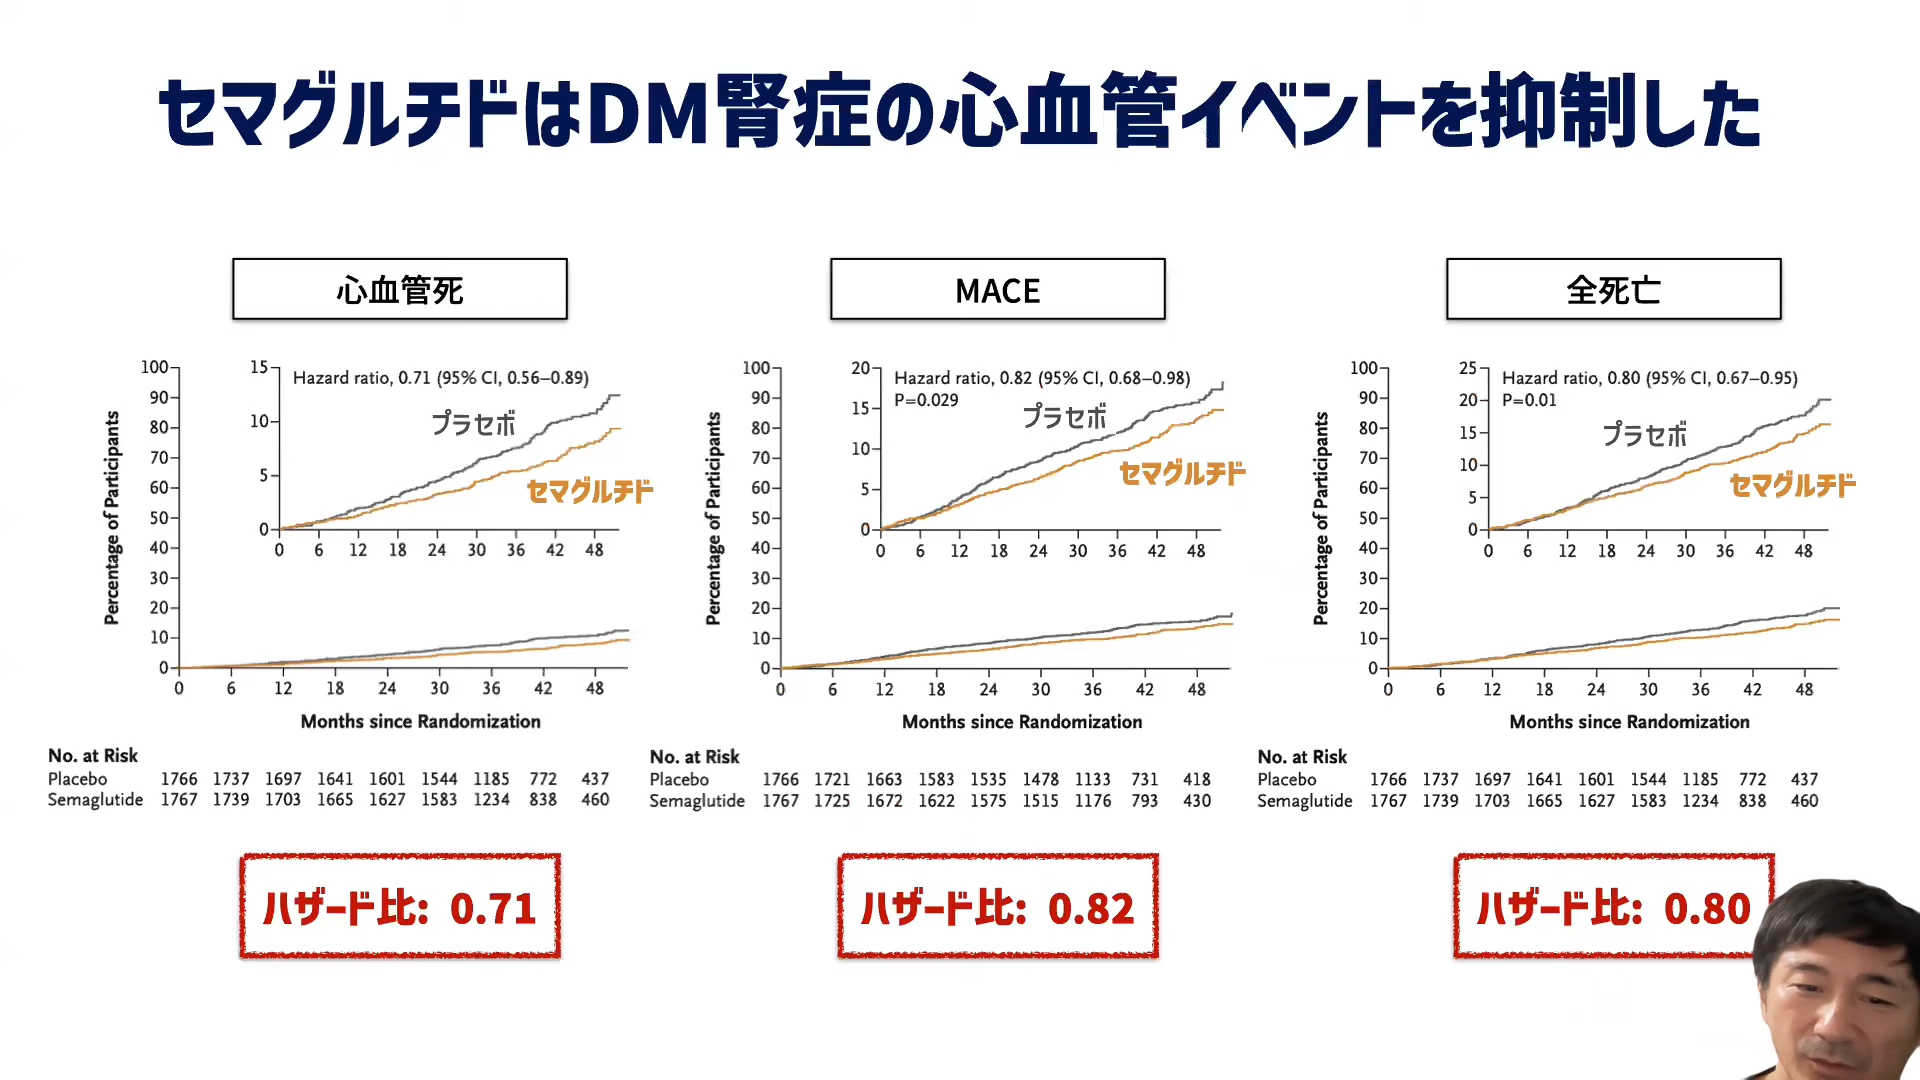 セマグルチドはDM腎症の心血管イベントを抑制した
心血管死
MACE
全死亡
Percentage of Participants
100
90
80
70
60
50
40
30
20
10
0
15
10
5
0
Hazard ratio, 0.71 (95% CI, 0.56–0.89)
プラセボ
セマグルチド
0 6 12 18 24 30 36 42 48
0 6 12 18 24 30 36 42 48
Months since Randomization
No. at Risk
Placebo 1766 1737 1697 1641 1601 1544 1185 772 437
Semaglutide 1767 1739 1703 1665 1627 1583 1234 838 460
ハザード比: 0.71
Percentage of Participants
100
90
80
70
60
50
40
30
20
10
0
20
15
10
5
0
Hazard ratio, 0.82 (95% CI, 0.68–0.98)
P=0.029
プラセボ
セマグルチド
0 6 12 18 24 30 36 42 48
0 6 12 18 24 30 36 42 48
Months since Randomization
No. at Risk
Placebo 1766 1721 1663 1583 1535 1478 1133 731 418
Semaglutide 1767 1725 1672 1622 1575 1515 1176 793 430
ハザード比: 0.82
Percentage of Participants
100
90
80
70
60
50
40
30
20
10
0
25
20
15
10
5
0
Hazard ratio, 0.80 (95% CI, 0.67–0.95)
P=0.01
プラセボ
セマグルチド
0 6 12 18 24 30 36 42 48
0 6 12 18 24 30 36 42 48
Months since Randomization
No. at Risk
Placebo 1766 1737 1697 1641 1601 1544 1185 772 437
Semaglutide 1767 1739 1703 1665 1627 1583 1234 838 460
ハザード比: 0.80